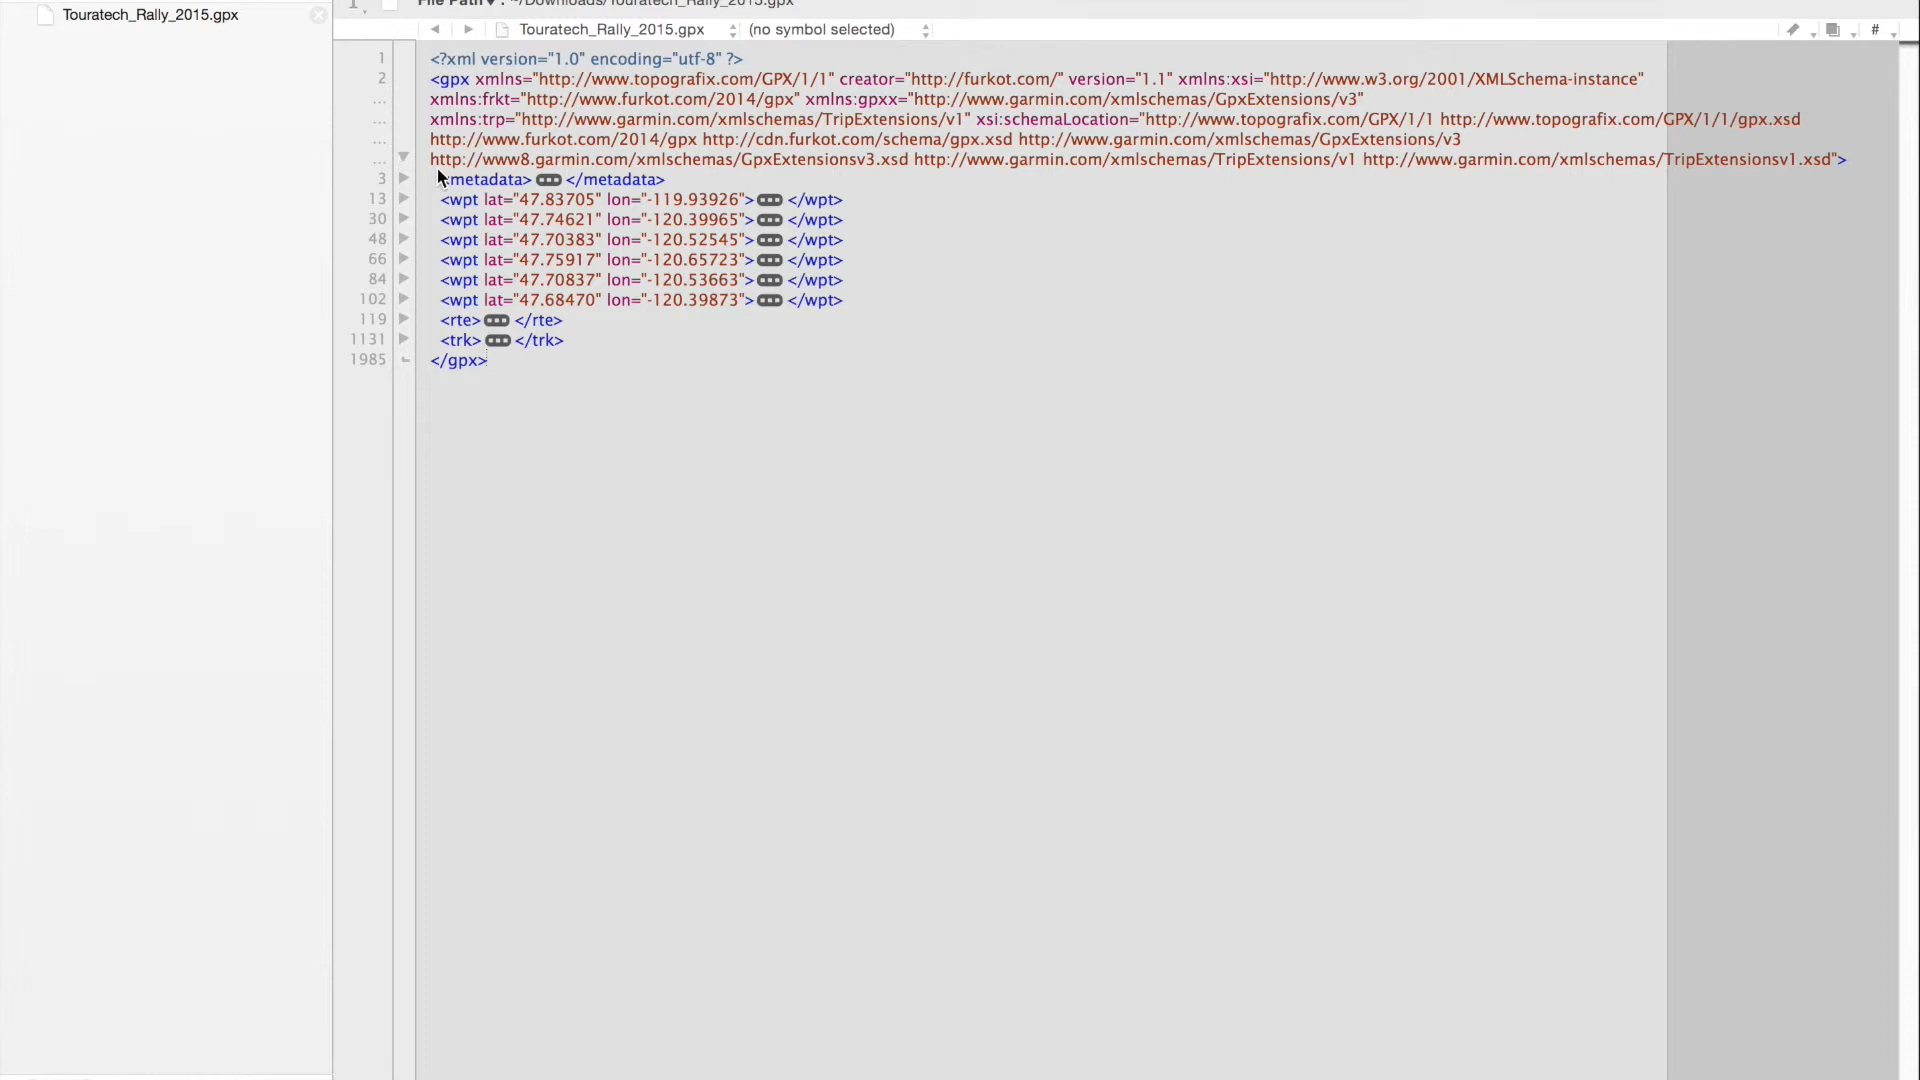 Touratech_Rally_2015.gpx
File Path ▾ : ~/Downloads/Touratech_Rally_2015.gpx
Touratech_Rally_2015.gpx (no symbol selected) #
1 <?xml version="1.0" encoding="utf-8" ?>
2 <gpx xmlns="http://www.topografix.com/GPX/1/1" creator="http://furkot.com/" version="1.1" xmlns:xsi="http://www.w3.org/2001/XMLSchema-instance"
... xmlns:frkt="http://www.furkot.com/2014/gpx" xmlns:gpxx="http://www.garmin.com/xmlschemas/GpxExtensions/v3"
... xmlns:trp="http://www.garmin.com/xmlschemas/TripExtensions/v1" xsi:schemaLocation="http://www.topografix.com/GPX/1/1 http://www.topografix.com/GPX/1/1/gpx.xsd
... http://www.furkot.com/2014/gpx http://cdn.furkot.com/schema/gpx.xsd http://www.garmin.com/xmlschemas/GpxExtensions/v3
... http://www8.garmin.com/xmlschemas/GpxExtensionsv3.xsd http://www.garmin.com/xmlschemas/TripExtensions/v1 http://www.garmin.com/xmlschemas/TripExtensionsv1.xsd">
3 <metadata> ... </metadata>
13 <wpt lat="47.83705" lon="-119.93926"> ... </wpt>
30 <wpt lat="47.74621" lon="-120.39965"> ... </wpt>
48 <wpt lat="47.70383" lon="-120.52545"> ... </wpt>
66 <wpt lat="47.75917" lon="-120.65723"> ... </wpt>
84 <wpt lat="47.70837" lon="-120.53663"> ... </wpt>
102 <wpt lat="47.68470" lon="-120.39873"> ... </wpt>
119 <rte> ... </rte>
1131 <trk> ... </trk>
1985 </gpx>